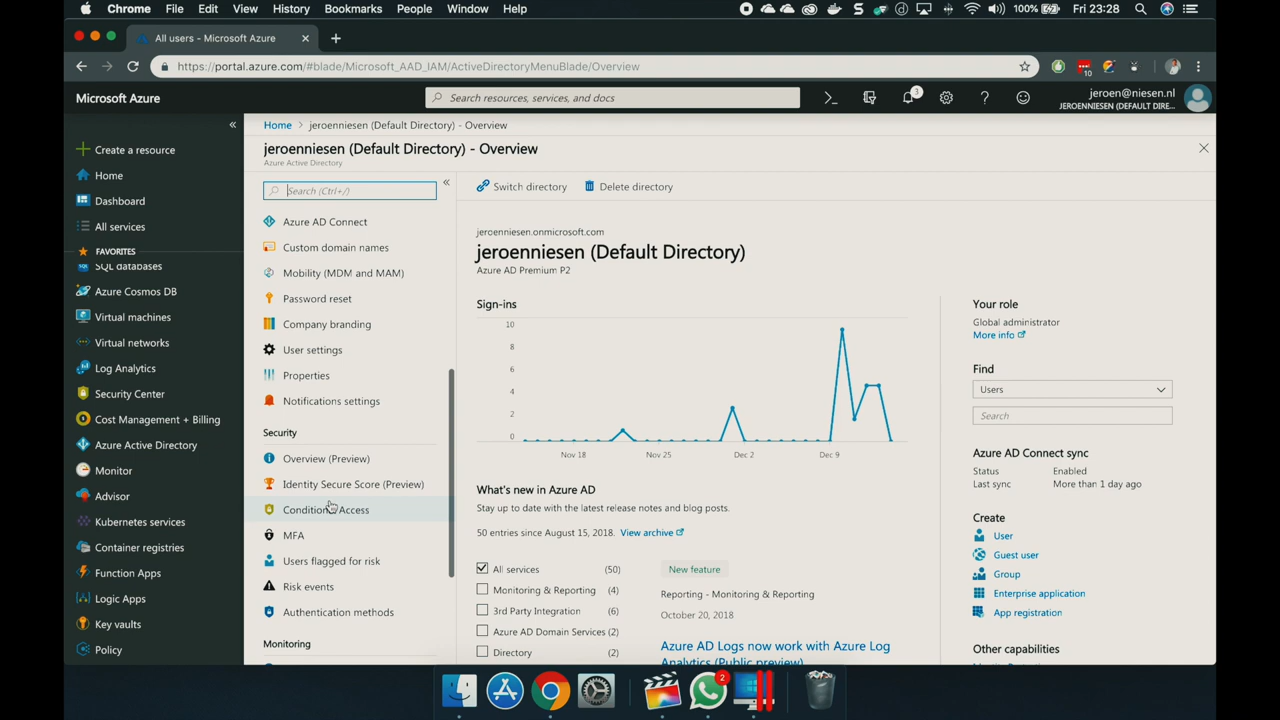 Chrome File Edit View History Bookmarks People Window Help 100% Fri 23:28
All users - Microsoft Azure
https://portal.azure.com/#blade/Microsoft_AAD_IAM/ActiveDirectoryMenuBlade/Overview
10
Microsoft Azure
Search resources, services, and docs
3
jeroen@niesen.nl
JEROENNIESEN (DEFAULT DIRE...
Create a resource
Home
Dashboard
All services
FAVORITES
SQL databases
Azure Cosmos DB
Virtual machines
Virtual networks
Log Analytics
Security Center
Cost Management + Billing
Azure Active Directory
Monitor
Advisor
Kubernetes services
Container registries
Function Apps
Logic Apps
Key vaults
Policy
Home > jeroenniesen (Default Directory) - Overview
jeroenniesen (Default Directory) - Overview
Azure Active Directory
Search (Ctrl+/)
Azure AD Connect
Custom domain names
Mobility (MDM and MAM)
Password reset
Company branding
User settings
Properties
Notifications settings
Security
Overview (Preview)
Identity Secure Score (Preview)
Conditional Access
MFA
Users flagged for risk
Risk events
Authentication methods
Monitoring
Switch directory
Delete directory
jeroenniesen.onmicrosoft.com
jeroenniesen (Default Directory)
Azure AD Premium P2
Sign-ins
10
8
6
4
2
0
Nov 18 Nov 25 Dec 2 Dec 9
What's new in Azure AD
Stay up to date with the latest release notes and blog posts.
50 entries since August 15, 2018. View archive
All services (50)
Monitoring & Reporting (4)
3rd Party Integration (6)
Azure AD Domain Services (2)
Directory (2)
New feature
Reporting - Monitoring & Reporting
October 20, 2018
Azure AD Logs now work with Azure Log
Analytics (Public preview)
Your role
Global administrator
More info
Find
Users
Search
Azure AD Connect sync
Status Enabled
Last sync More than 1 day ago
Create
User
Guest user
Group
Enterprise application
App registration
Other capabilities
2